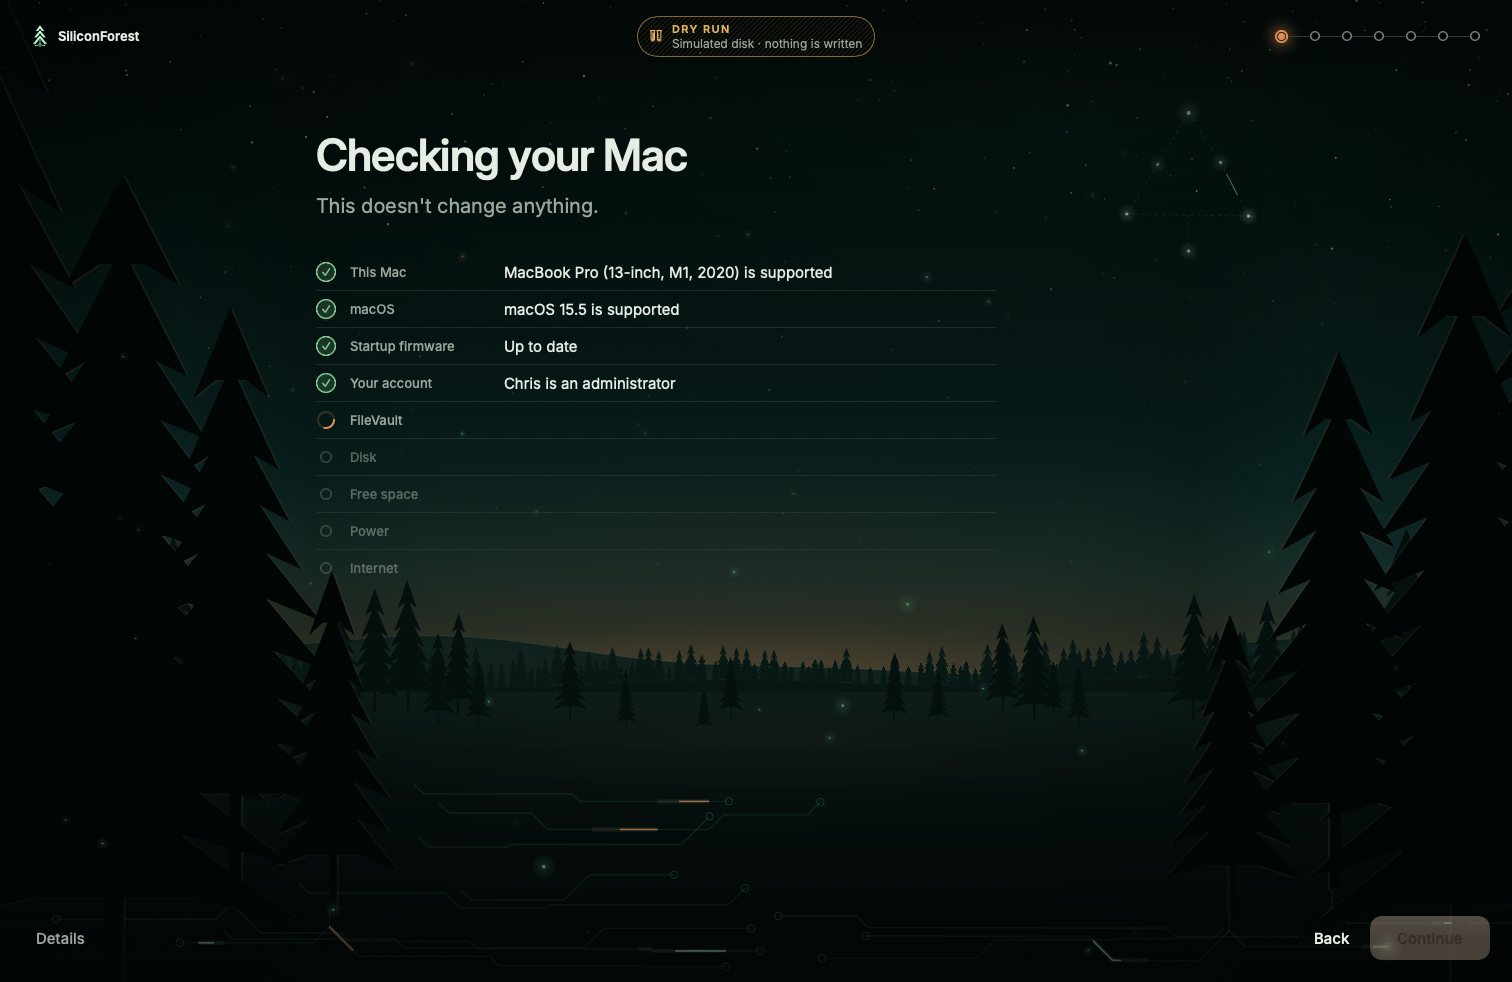 SiliconForest
DRY RUN
Simulated disk · nothing is written
Checking your Mac
This doesn't change anything.
This Mac MacBook Pro (13-inch, M1, 2020) is supported
macOS macOS 15.5 is supported
Startup firmware Up to date
Your account Chris is an administrator
FileVault
Disk
Free space
Power
Internet
Details
Back
Continue